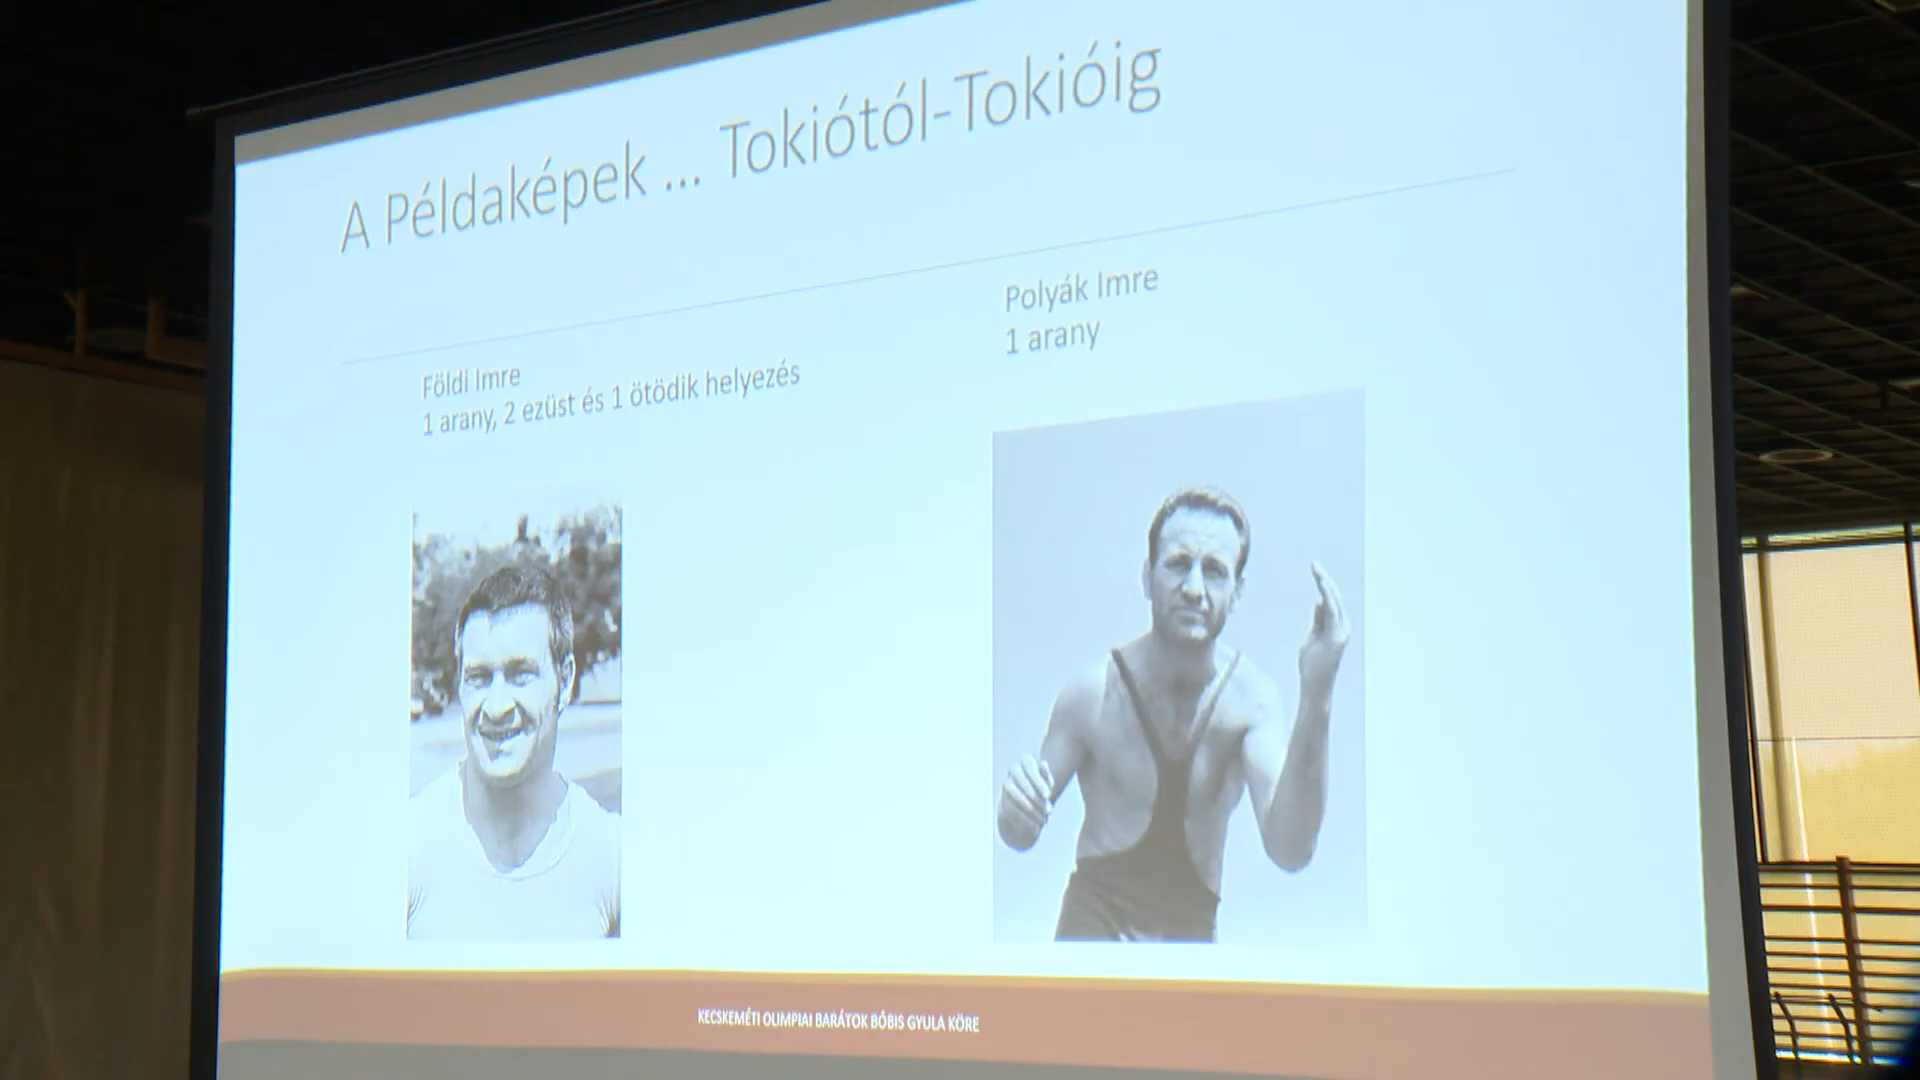 A Példaképek ... Tokiótól-Tokióig
Földi Imre
1 arany, 2 ezüst és 1 ötödik helyezés
Polyák Imre
1 arany
KECSKEMÉTI OLIMPIAI BARÁTOK BÓBIS GYULA KÖRE